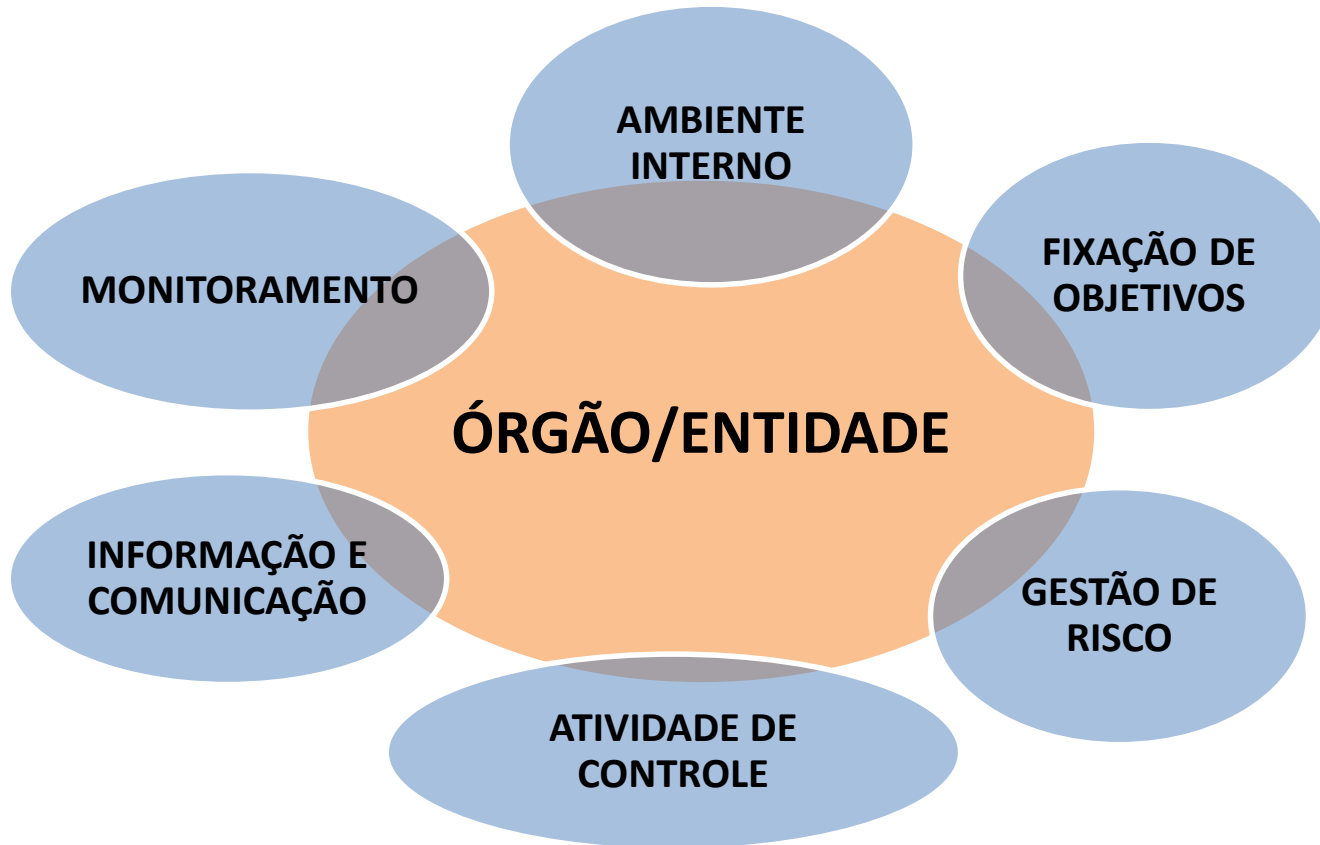 AMBIENTE
INTERNO
FIXAÇÃO DE
OBJETIVOS
MONITORAMENTO
ÓRGÃO/ENTIDADE
INFORMAÇÃO E
COMUNICAÇÃO
GESTÃO DE
RISCO
ATIVIDADE DE
CONTROLE